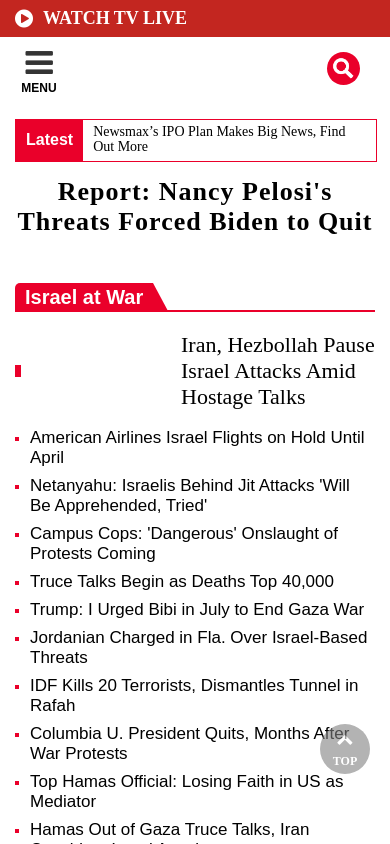 WATCH TV LIVE
MENU
Latest
Newsmax’s IPO Plan Makes Big News, Find
Out More
Report: Nancy Pelosi's
Threats Forced Biden to Quit
Israel at War
Iran, Hezbollah Pause
Israel Attacks Amid
Hostage Talks
American Airlines Israel Flights on Hold Until
April
Netanyahu: Israelis Behind Jit Attacks 'Will
Be Apprehended, Tried'
Campus Cops: 'Dangerous' Onslaught of
Protests Coming
Truce Talks Begin as Deaths Top 40,000
Trump: I Urged Bibi in July to End Gaza War
Jordanian Charged in Fla. Over Israel-Based
Threats
IDF Kills 20 Terrorists, Dismantles Tunnel in
Rafah
Columbia U. President Quits, Months After
War Protests
TOP
Top Hamas Official: Losing Faith in US as
Mediator
Hamas Out of Gaza Truce Talks, Iran